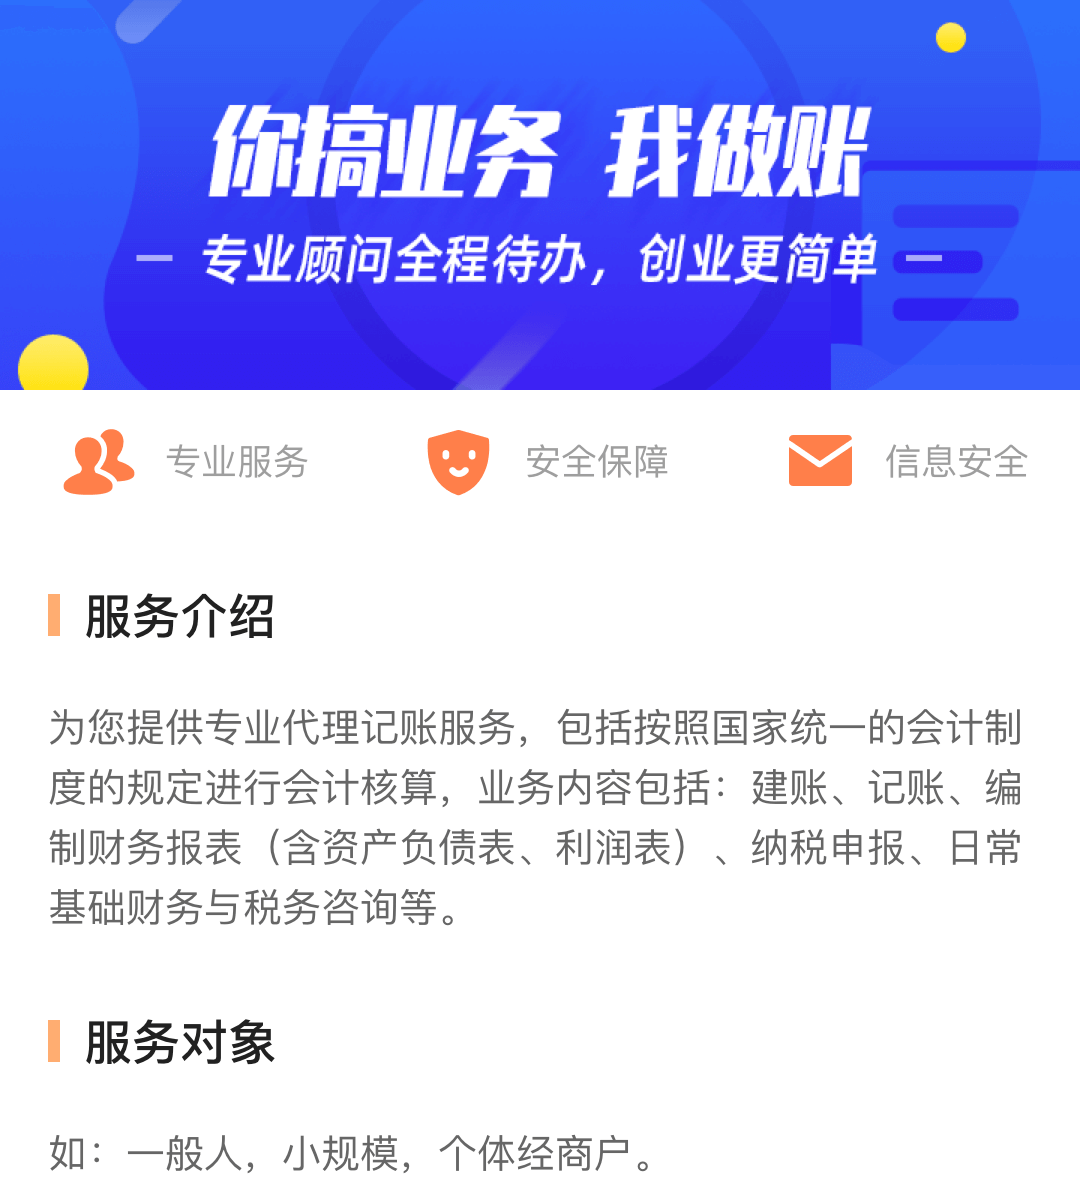 你搞业务 我做账
专业顾问全程待办，创业更简单
专业服务
安全保障
信息安全
服务介绍
为您提供专业代理记账服务，包括按照国家统一的会计制
度的规定进行会计核算，业务内容包括：建账、记账、编
制财务报表（含资产负债表、利润表）、纳税申报、日常
基础财务与税务咨询等。
服务对象
如：一般人，小规模，个体经商户。